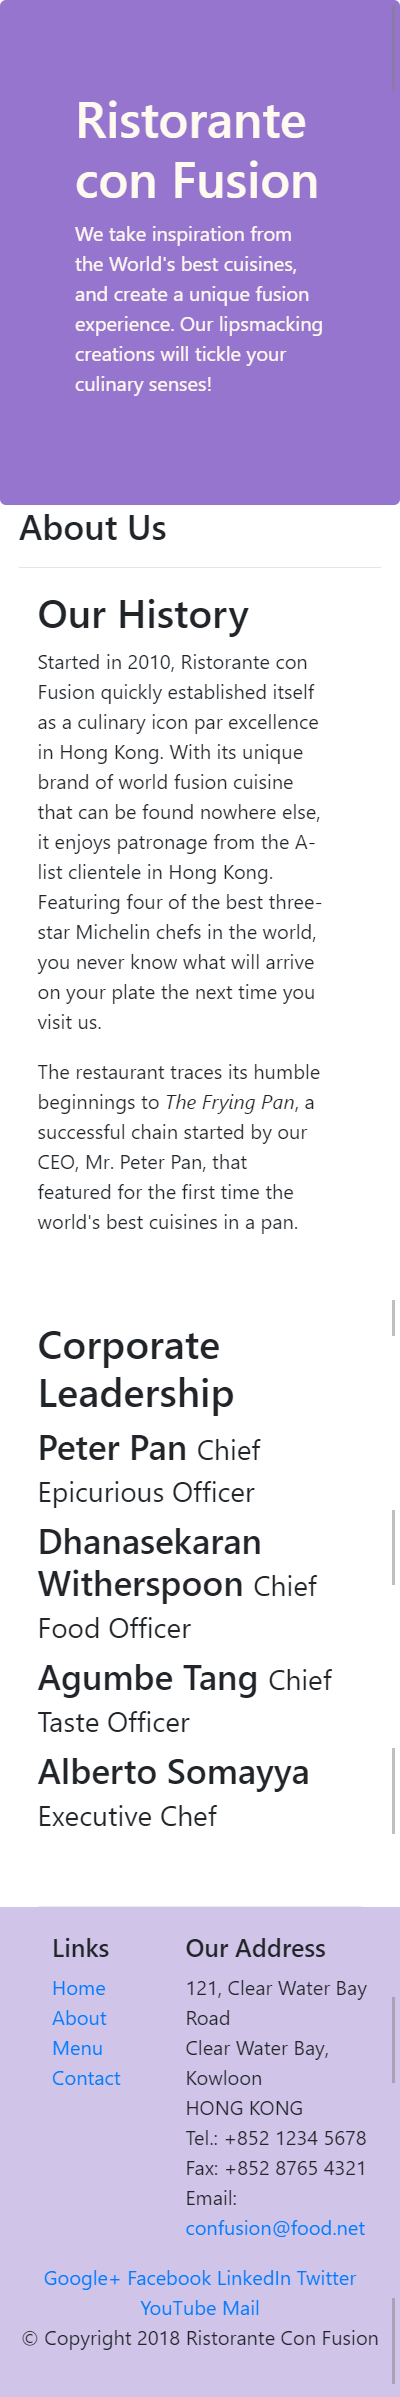 Ristorante
con Fusion
We take inspiration from
the World's best cuisines,
and create a unique fusion
experience. Our lipsmacking
creations will tickle your
culinary senses!
About Us
Our History
Started in 2010, Ristorante con
Fusion quickly established itself
as a culinary icon par excellence
in Hong Kong. With its unique
brand of world fusion cuisine
that can be found nowhere else,
it enjoys patronage from the A-
list clientele in Hong Kong.
Featuring four of the best three-
star Michelin chefs in the world,
you never know what will arrive
on your plate the next time you
visit us.
The restaurant traces its humble
beginnings to The Frying Pan, a
successful chain started by our
CEO, Mr. Peter Pan, that
featured for the first time the
world's best cuisines in a pan.
Corporate
Leadership
Peter Pan Chief
Epicurious Officer
Dhanasekaran
Witherspoon Chief
Food Officer
Agumbe Tang Chief
Taste Officer
Alberto Somayya
Executive Chef
Links
Home
About
Menu
Contact
Our Address
121, Clear Water Bay
Road
Clear Water Bay,
Kowloon
HONG KONG
Tel.: +852 1234 5678
Fax: +852 8765 4321
Email:
confusion@food.net
Google+ Facebook LinkedIn Twitter
YouTube Mail
© Copyright 2018 Ristorante Con Fusion